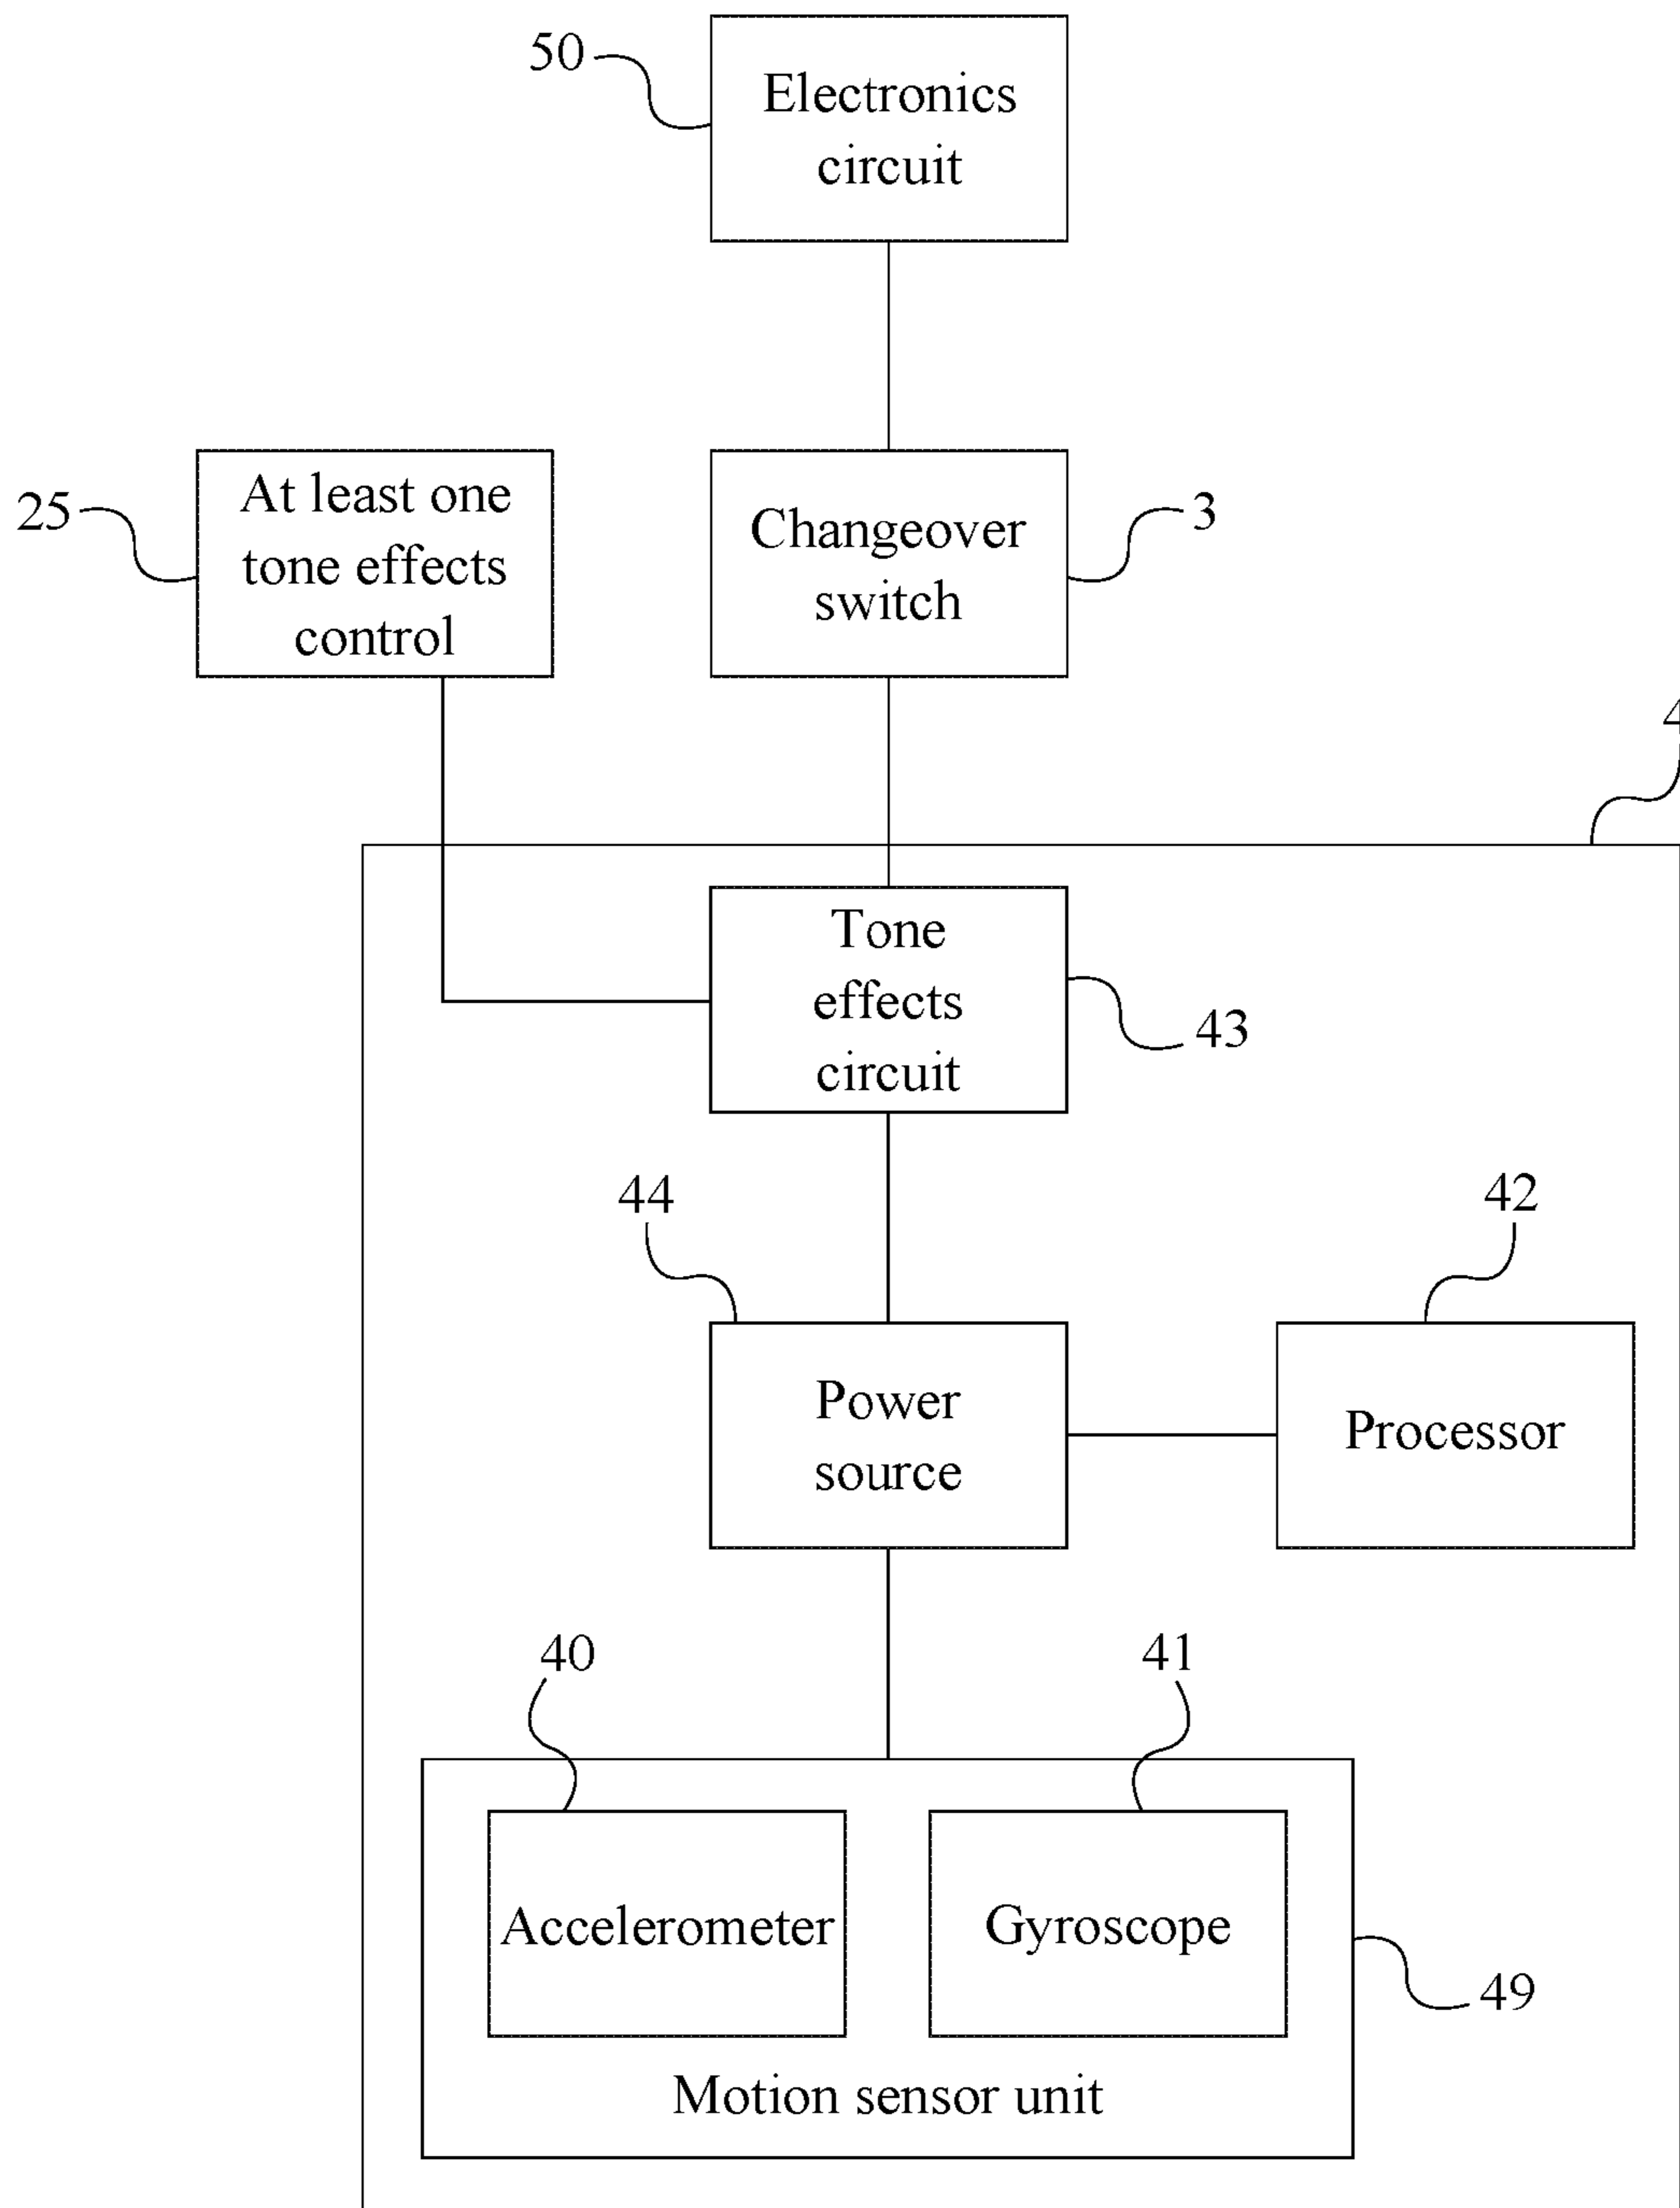 50
Electronics
circuit
25
At least one
tone effects
control
Changeover
switch
3
4
Tone
effects
circuit
43
44
42
Power
source
Processor
40
41
Accelerometer
Gyroscope
49
Motion sensor unit